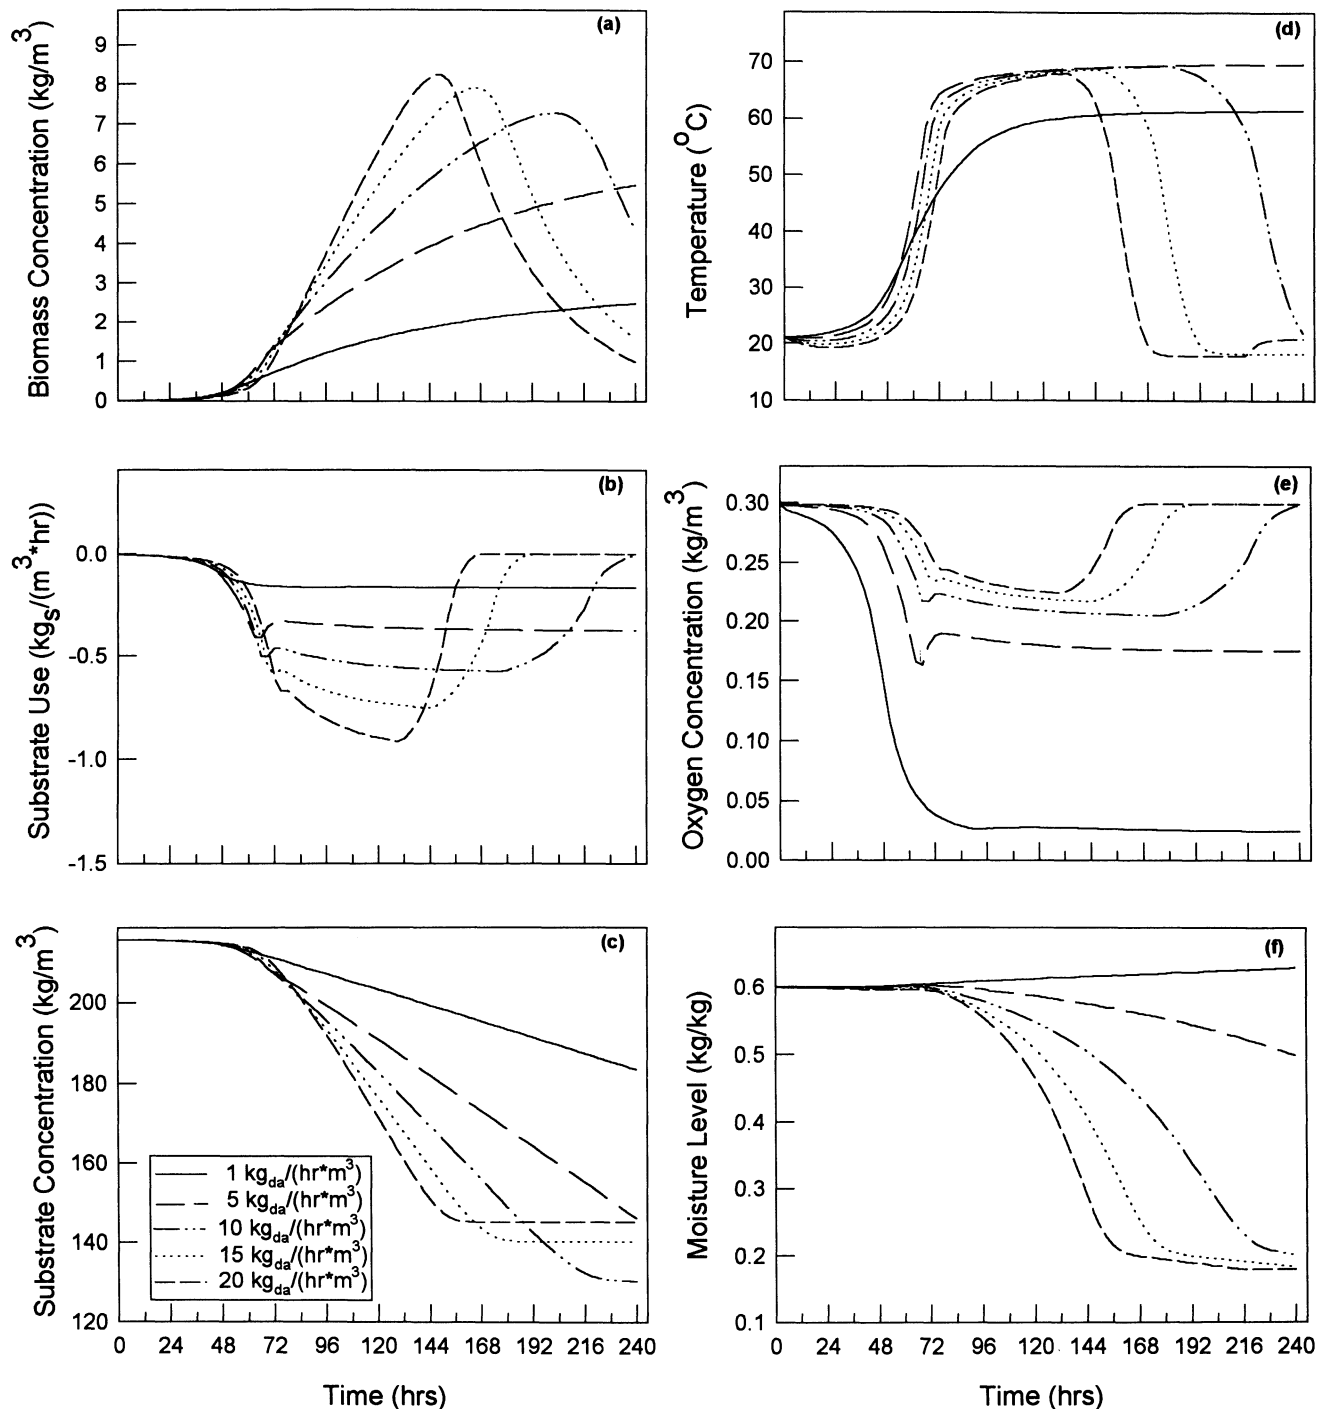 (a)
Biomass Concentration (kg/m³)
9
8
7
6
5
4
3
2
1
0
(d)
Temperature (°C)
70
60
50
40
30
20
10
(b)
Substrate Use (kgₛ/(m³*hr))
0.0
-0.5
-1.0
-1.5
(e)
Oxygen Concentration (kg/m³)
0.30
0.25
0.20
0.15
0.10
0.05
0.00
(c)
Substrate Concentration (kg/m³)
200
180
160
140
120
1 kg_da/(hr*m³)
5 kg_da/(hr*m³)
10 kg_da/(hr*m³)
15 kg_da/(hr*m³)
20 kg_da/(hr*m³)
0 24 48 72 96 120 144 168 192 216 240
Time (hrs)
(f)
Moisture Level (kg/kg)
0.6
0.5
0.4
0.3
0.2
0.1
0 24 48 72 96 120 144 168 192 216 240
Time (hrs)